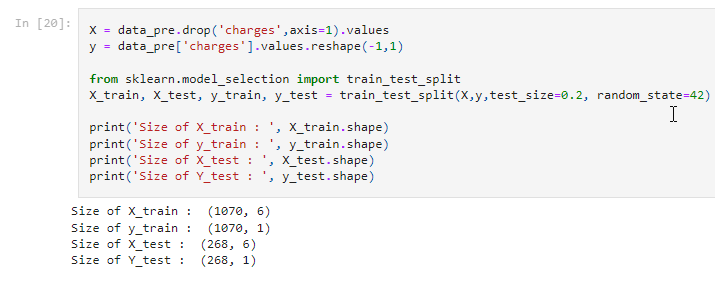 In [20]:
X = data_pre.drop('charges',axis=1).values
y = data_pre['charges'].values.reshape(-1,1)
from sklearn.model_selection import train_test_split
X_train, X_test, y_train, y_test = train_test_split(X,y,test_size=0.2, random_state=42)
print('Size of X_train : ', X_train.shape)
print('Size of y_train : ', y_train.shape)
print('Size of X_test : ', X_test.shape)
print('Size of Y_test : ', y_test.shape)
Size of X_train :  (1070, 6)
Size of y_train :  (1070, 1)
Size of X_test :  (268, 6)
Size of Y_test :  (268, 1)